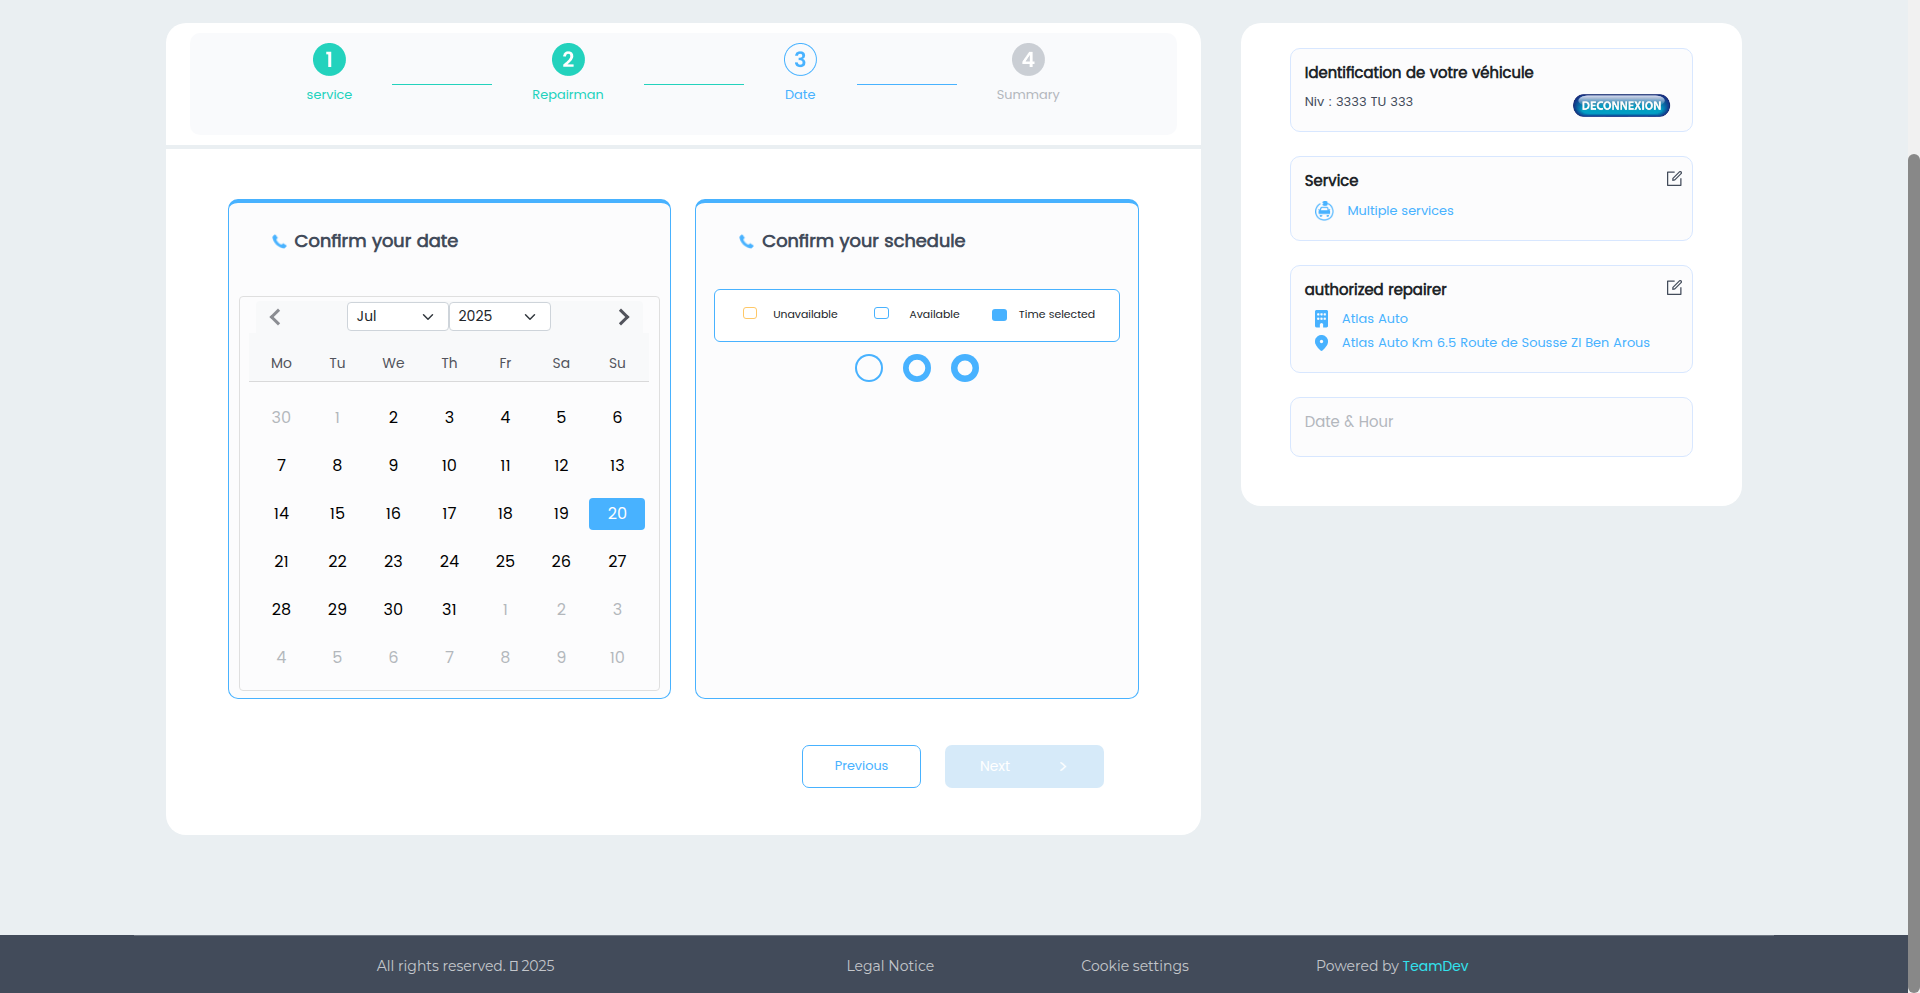 1
service
2
Repairman
3
Date
4
Summary
Confirm your date
Jul
2025
Mo Tu We Th Fr Sa Su
30 1 2 3 4 5 6
7 8 9 10 11 12 13
14 15 16 17 18 19 20
21 22 23 24 25 26 27
28 29 30 31 1 2 3
4 5 6 7 8 9 10
Confirm your schedule
Unavailable Available Time selected
Previous
Next
Identification de votre véhicule
Niv : 3333 TU 333
DECONNEXION
Service
Multiple services
authorized repairer
Atlas Auto
Atlas Auto Km 6.5 Route de Sousse ZI Ben Arous
Date & Hour
All rights reserved. 2025
Legal Notice
Cookie settings
Powered by TeamDev